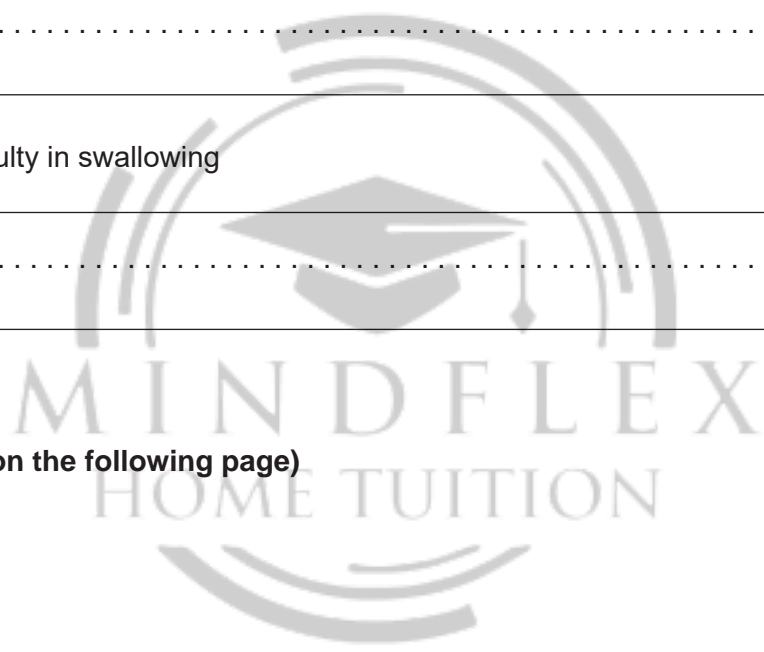 . . . . . . . . . . . . . . . . . . . . . . . . . . . . . . . . . . . . . . . . . . . . . . . . . . . . . .
ulty in swallowing
. . . . . . . . . . . . . . . . . . . . . . . . . . . . . . . . . . . . . . . . . . . . . . . . . . . . . .
MINDFLEX
on the following page)
HOME TUITION